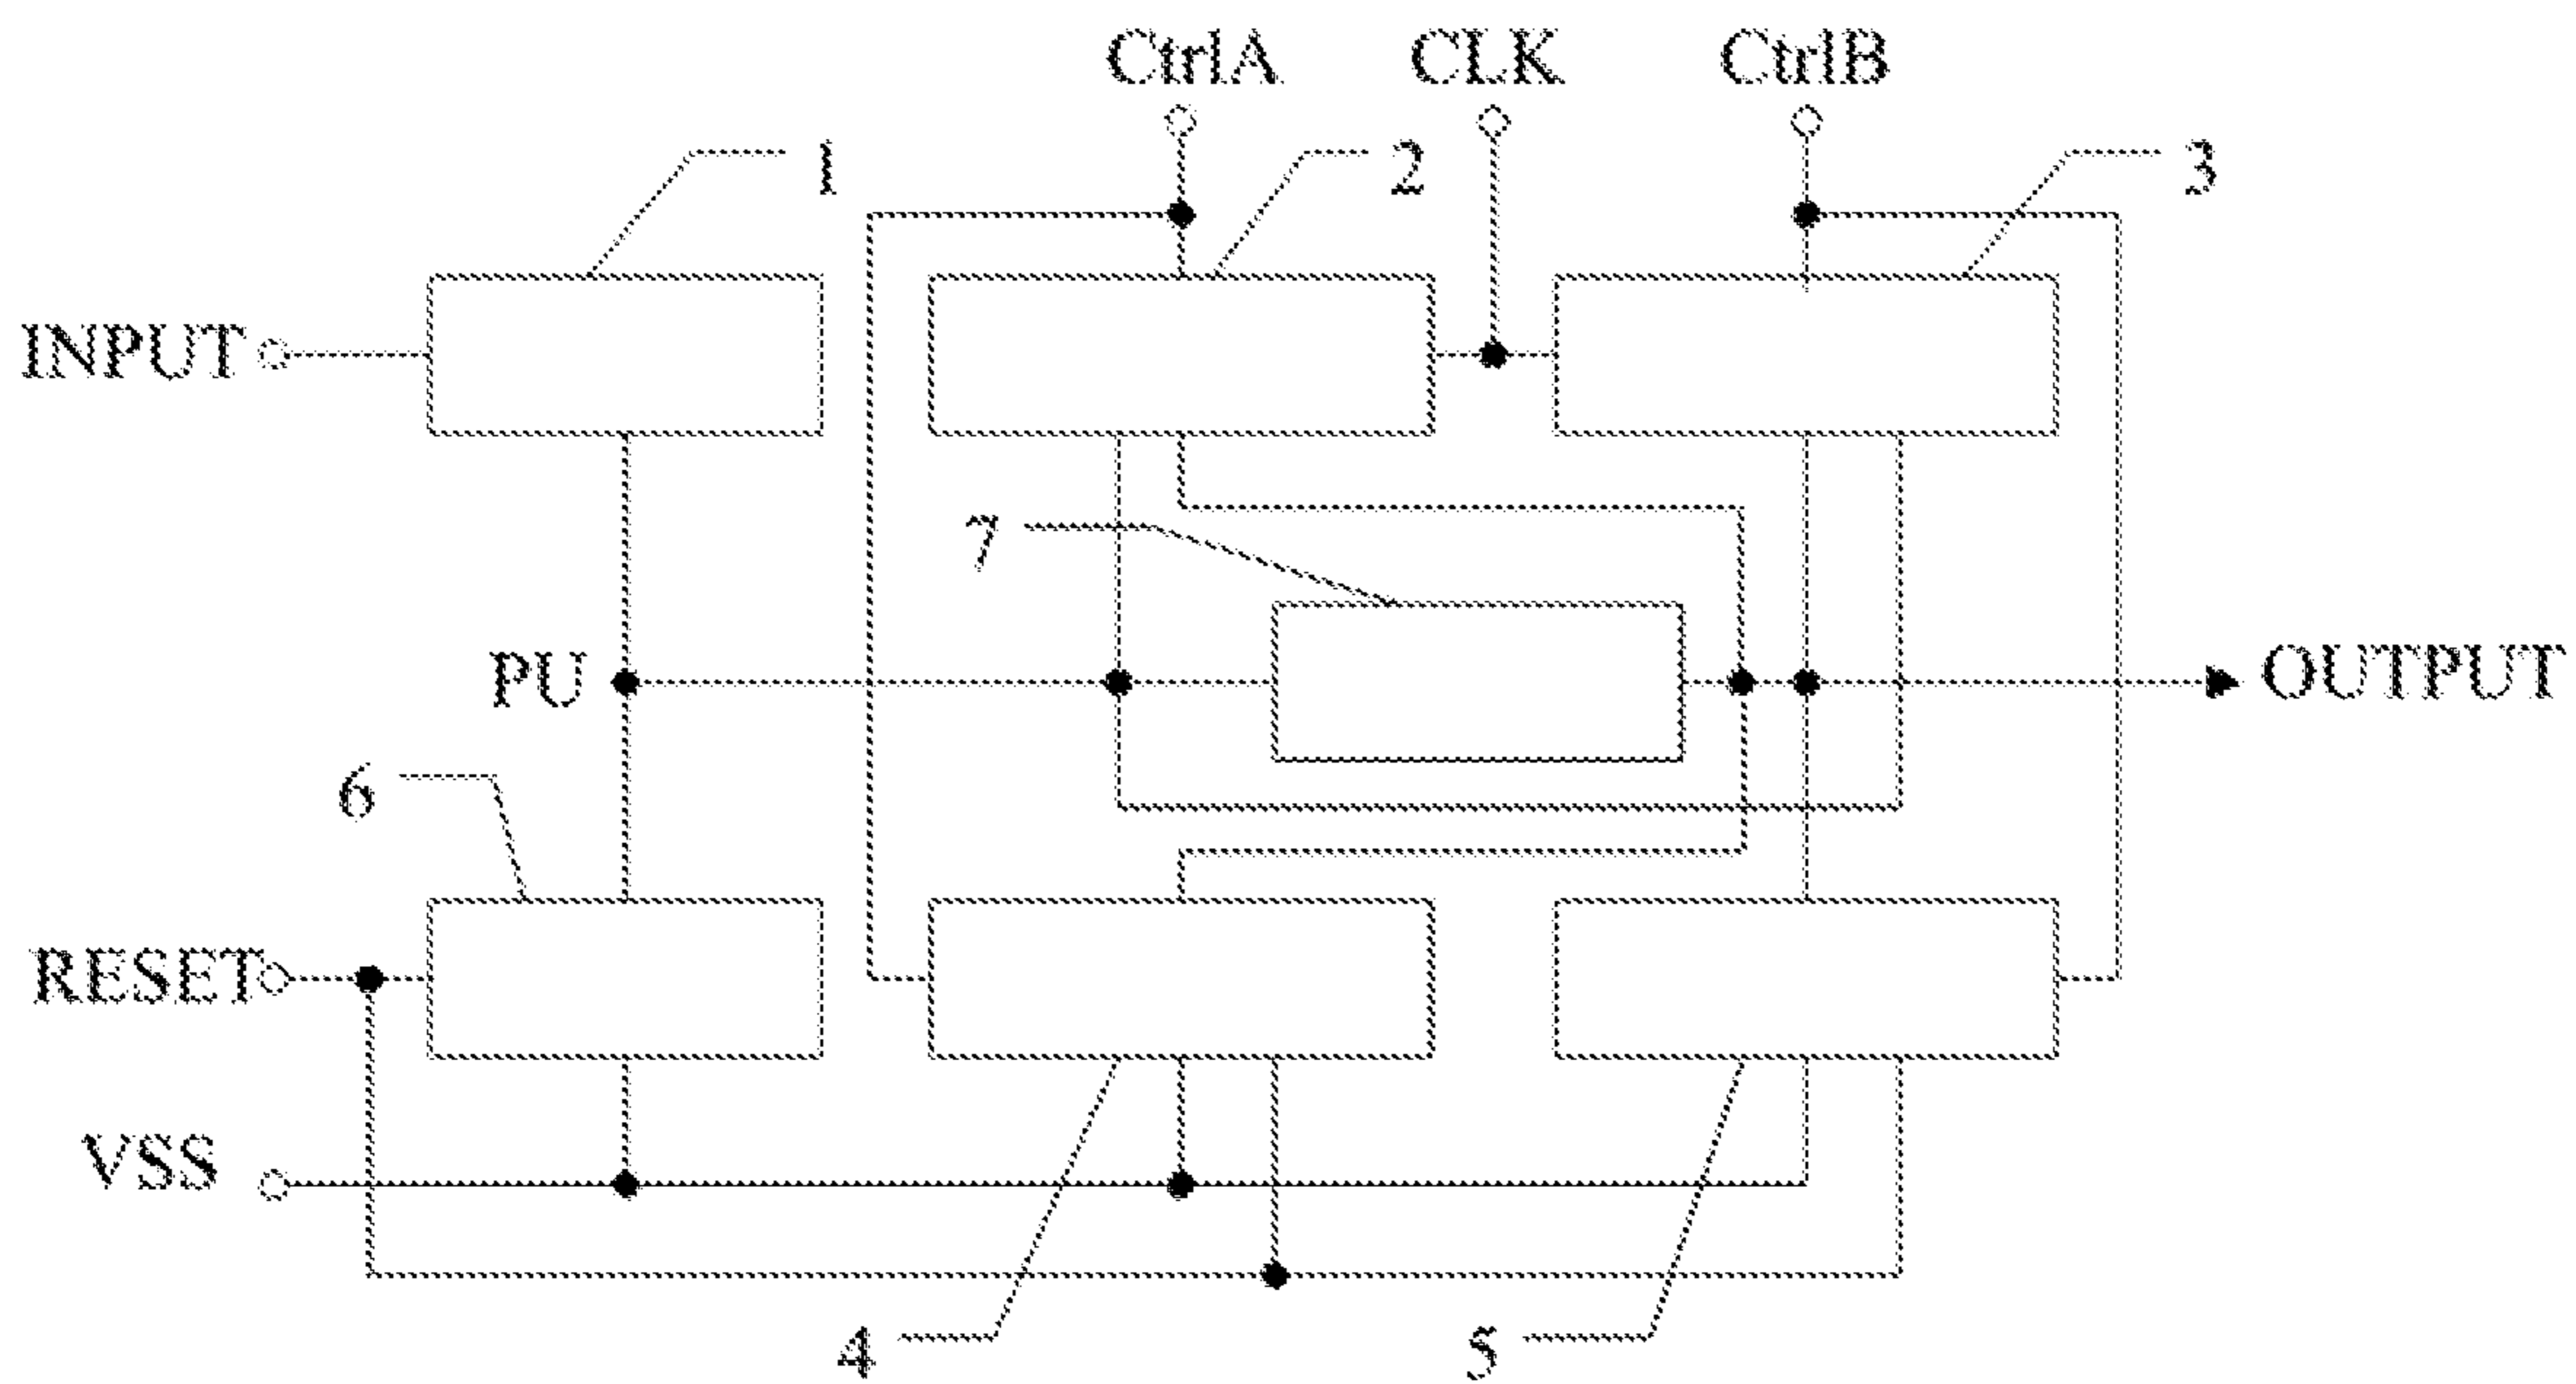 CtrlA CLK CtrlB
1 2 3
INPUT
7
PU OUTPUT
6
RESET
VSS
4 5